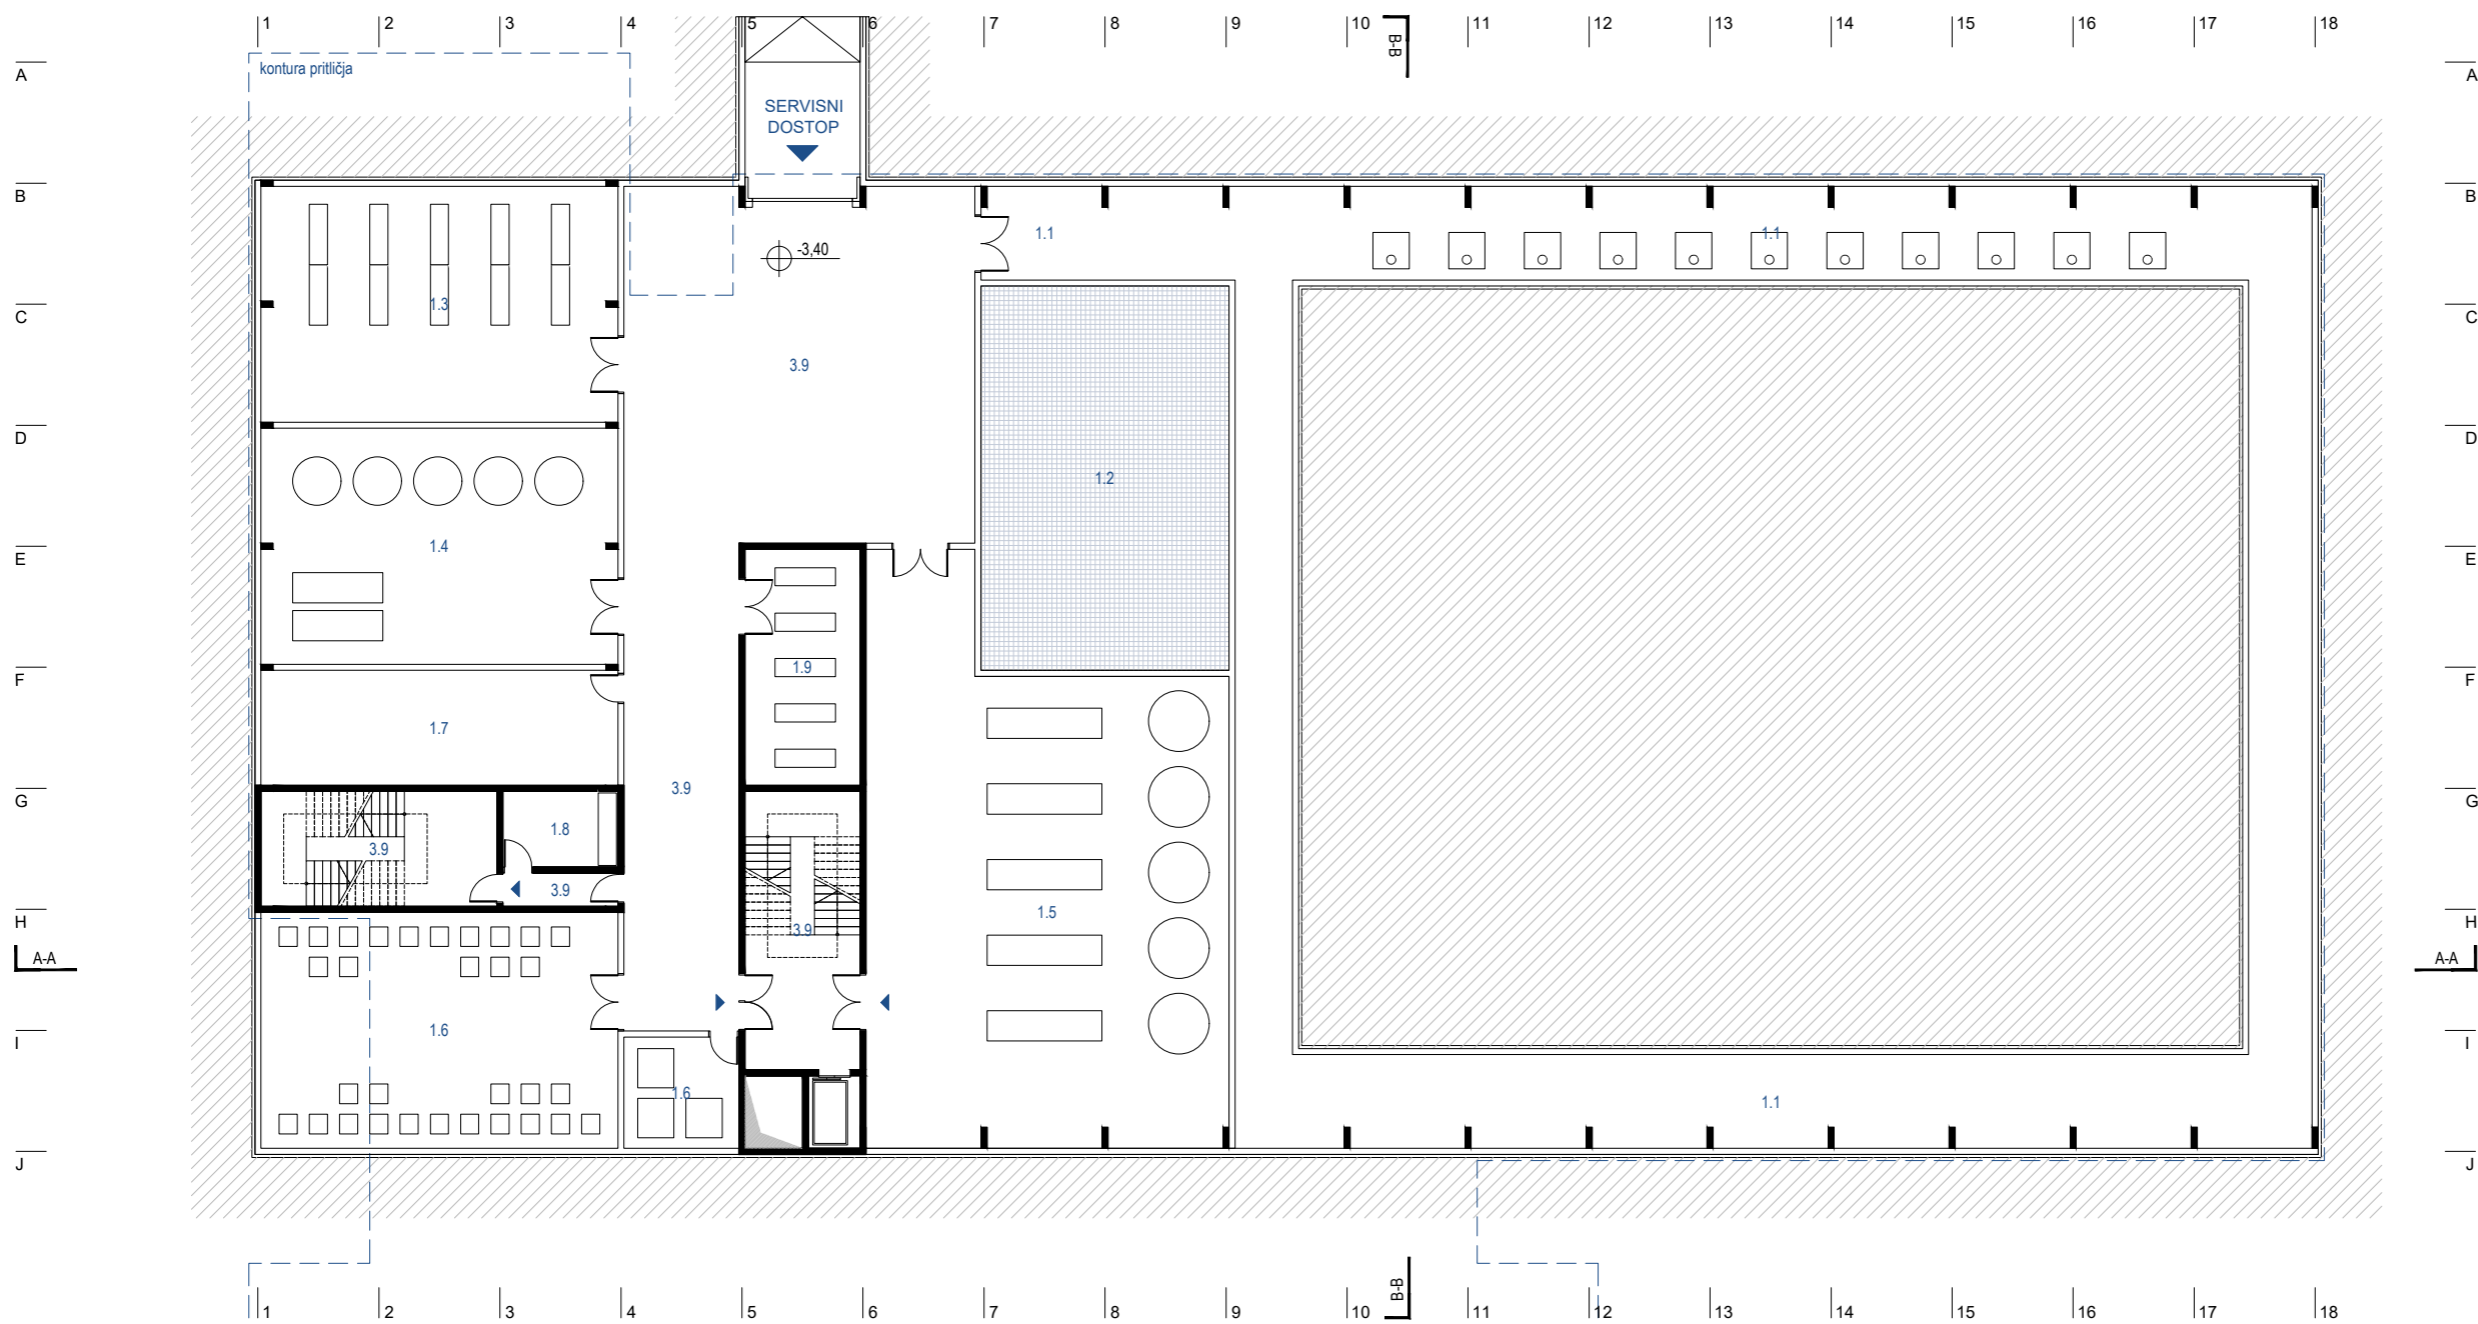 1 2 3 4 5 6 7 8 9 10 11 12 13 14 15 16 17 18
B-B
kontura pritličja
A A
SERVISNI
DOSTOP
B B
1.1 1.1
-3,40
1.3
C C
3.9
D D
1.2
1.4
E E
1.9
F F
1.7
3.9
G G
1.8
3.9
3.9
1.5
H H
3.9
A-A A-A
1.6
I I
1.6
1.1
J J
B-B
1 2 3 4 5 6 7 8 9 10 11 12 13 14 15 16 17 18